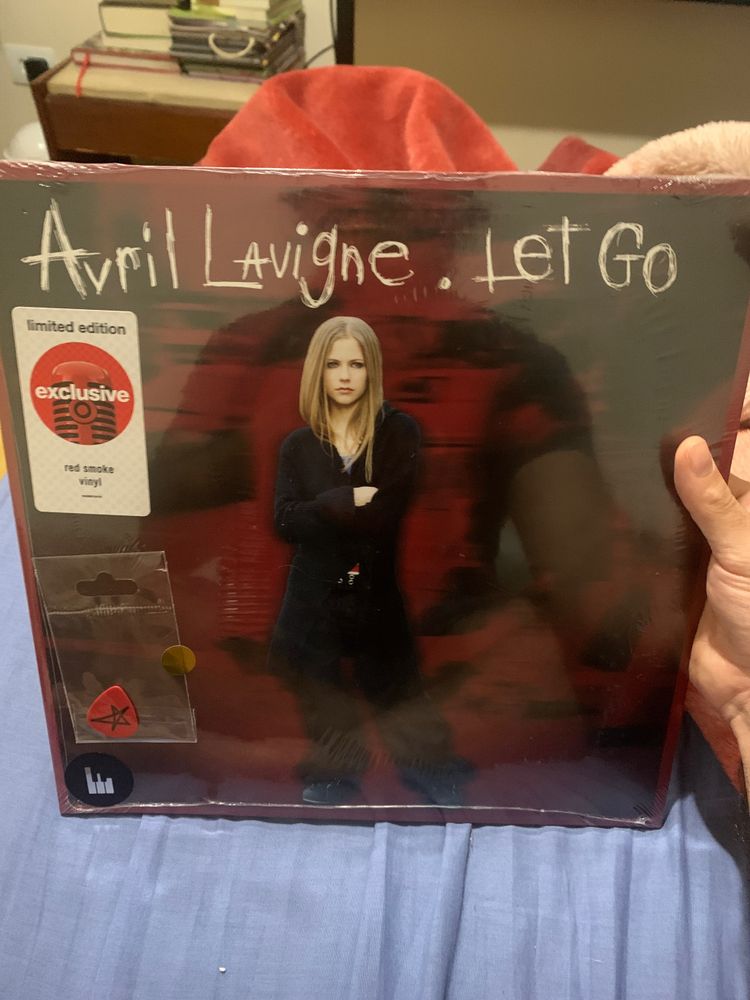 Avril Lavigne . Let Go
limited edition
exclusive
red smoke
vinyl